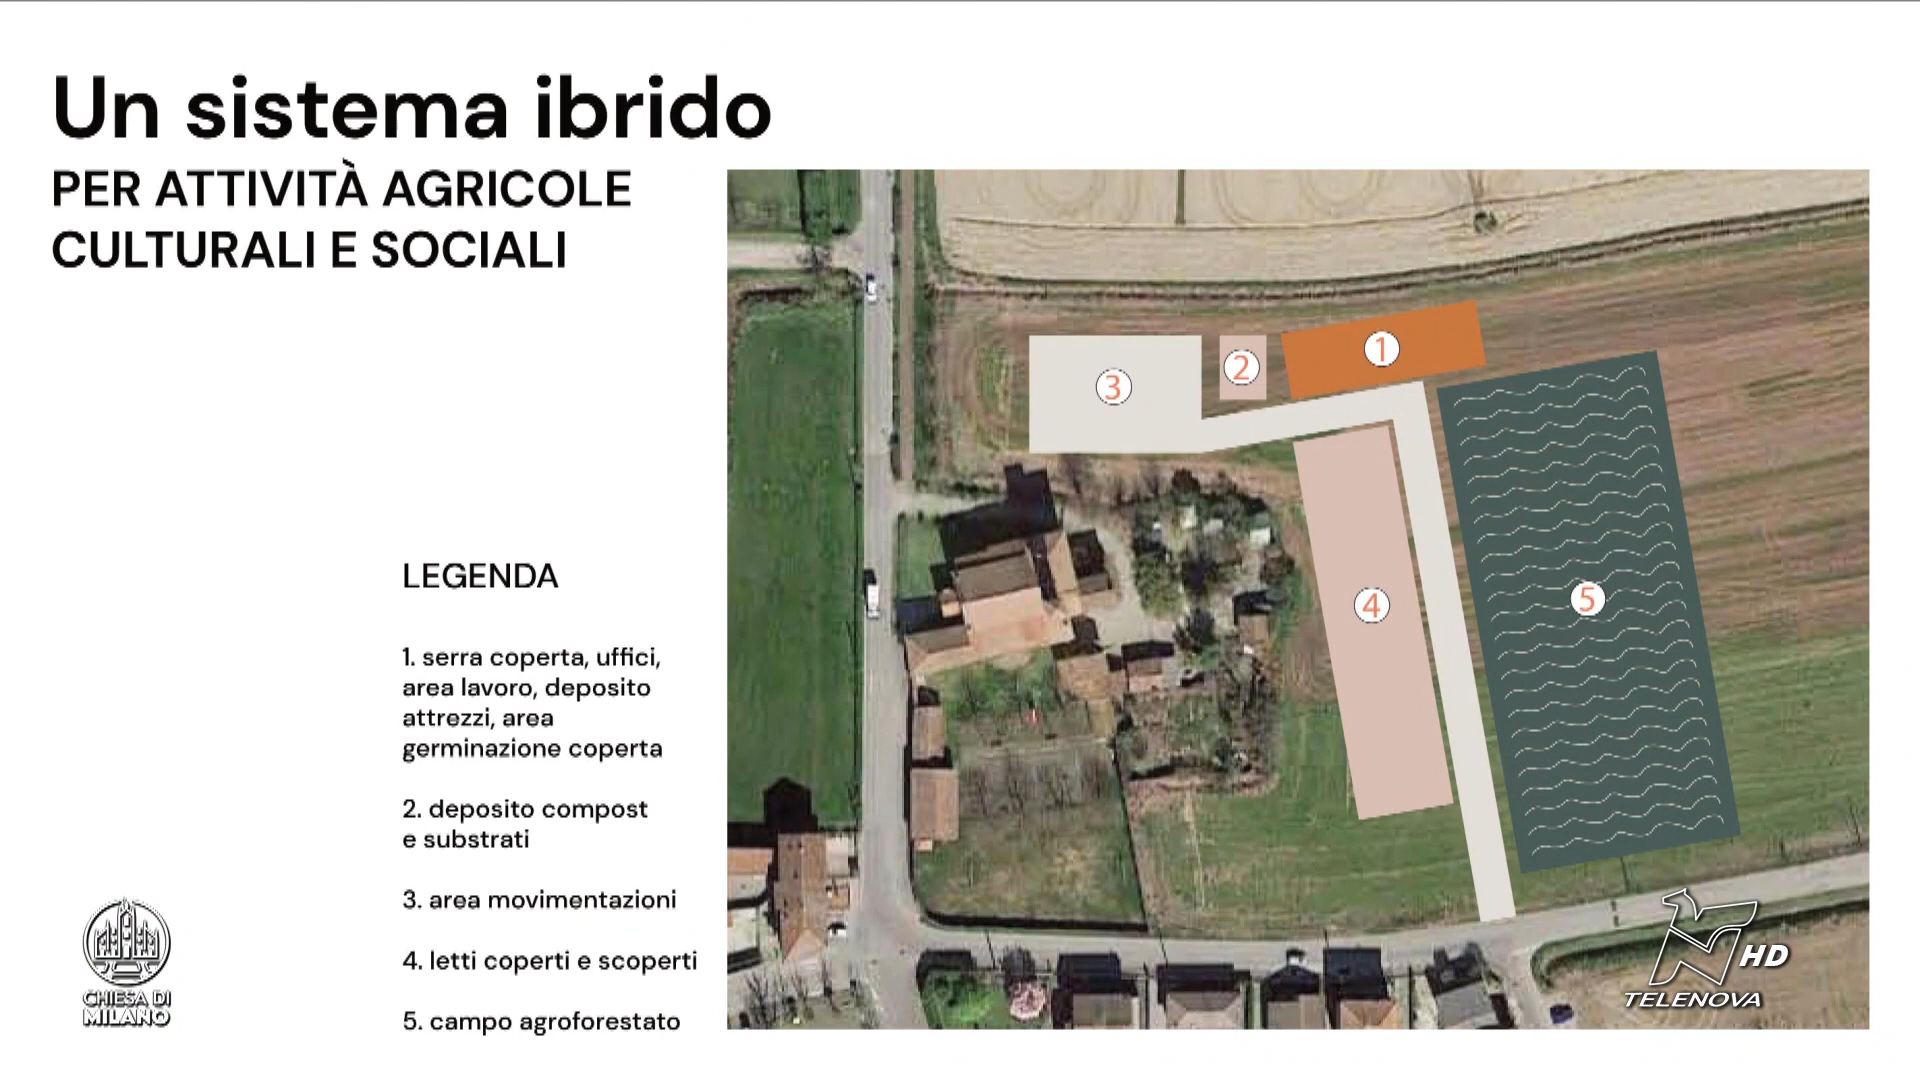 Un sistema ibrido
PER ATTIVITÀ AGRICOLE
CULTURALI E SOCIALI
LEGENDA
1. serra coperta, uffici,
area lavoro, deposito
attrezzi, area
germinazione coperta
2. deposito compost
e substrati
3. area movimentazioni
4. letti coperti e scoperti
5. campo agroforestato
3
2
1
4
5
CHIESA DI
MILANO
HD
TELENOVA